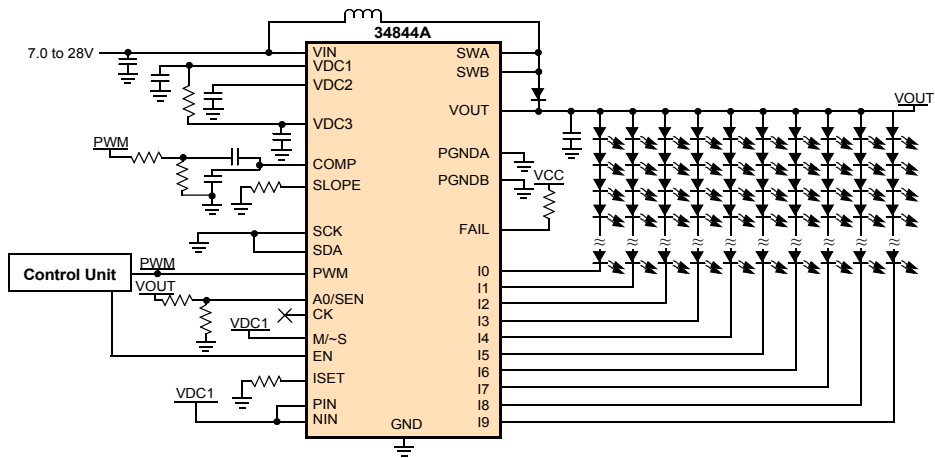 34844A
7.0 to 28V
VIN
VDC1
VDC2
VDC3
COMP
SLOPE
SCK
SDA
PWM
A0/SEN
CK
M/~S
EN
ISET
PIN
NIN
GND
SWA
SWB
VOUT
PGNDA
PGNDB
FAIL
I0
I1
I2
I3
I4
I5
I6
I7
I8
I9
PWM
Control Unit
PWM
VOUT
VDC1
VDC1
VCC
VOUT